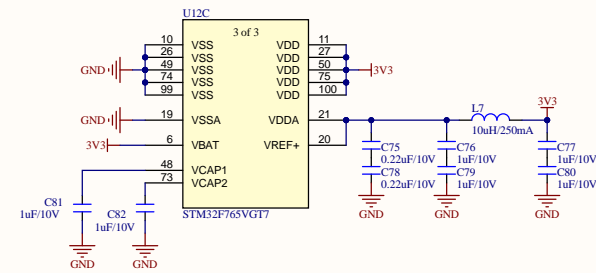 U12C
3 of 3
10 VSS VDD 11
26 VSS VDD 27
GND 49 VSS VDD 50 3V3
74 VSS VDD 75
99 VSS VDD 100
GND 19 VSSA VDDA 21 L7 3V3
10uH/250mA
3V3 6 VBAT VREF+ 20
C75 C76 C77
0.22uF/10V 1uF/10V 1uF/10V
48 VCAP1 C78 C79 C80
73 VCAP2 0.22uF/10V 1uF/10V 1uF/10V
C81 C82
1uF/10V 1uF/10V
STM32F765VGT7
GND GND GND
GND GND